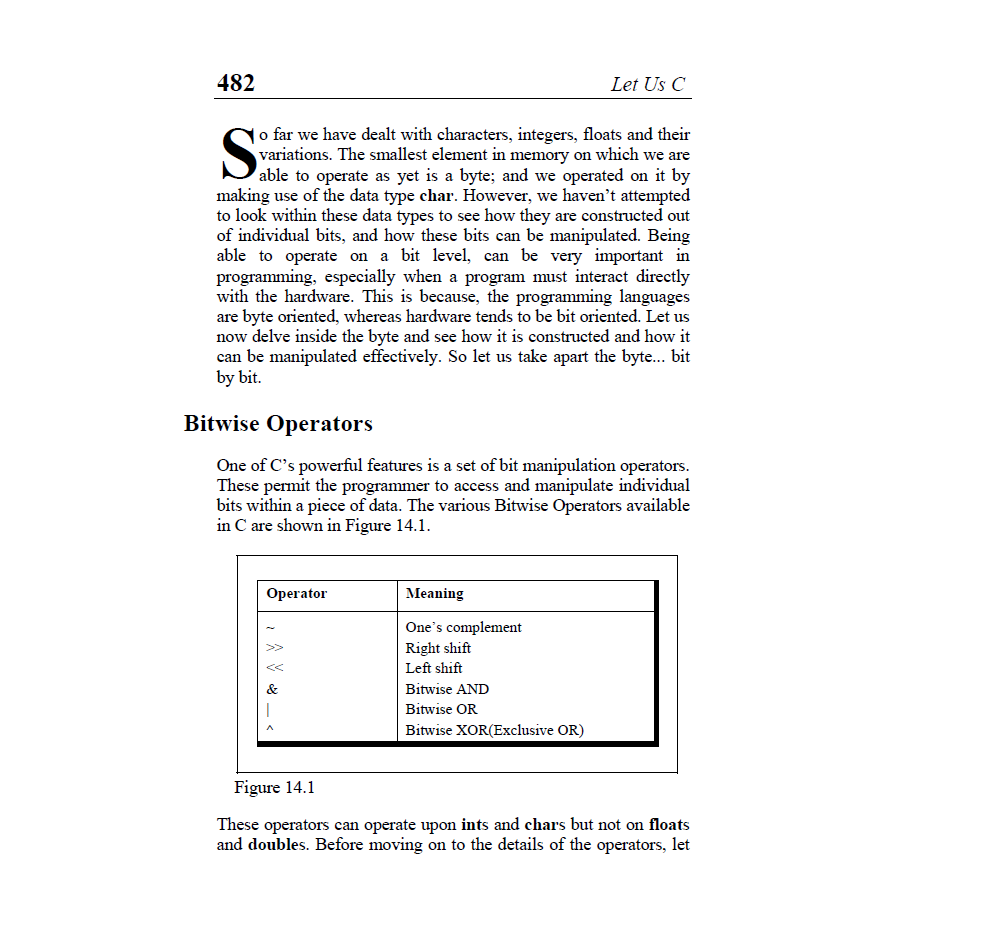 482 Let Us C
So far we have dealt with characters, integers, floats and their
variations. The smallest element in memory on which we are
able to operate as yet is a byte; and we operated on it by
making use of the data type char. However, we haven’t attempted
to look within these data types to see how they are constructed out
of individual bits, and how these bits can be manipulated. Being
able to operate on a bit level, can be very important in
programming, especially when a program must interact directly
with the hardware. This is because, the programming languages
are byte oriented, whereas hardware tends to be bit oriented. Let us
now delve inside the byte and see how it is constructed and how it
can be manipulated effectively. So let us take apart the byte... bit
by bit.
Bitwise Operators
One of C’s powerful features is a set of bit manipulation operators.
These permit the programmer to access and manipulate individual
bits within a piece of data. The various Bitwise Operators available
in C are shown in Figure 14.1.
Operator Meaning
~ One’s complement
>> Right shift
<< Left shift
& Bitwise AND
| Bitwise OR
^ Bitwise XOR(Exclusive OR)
Figure 14.1
These operators can operate upon ints and chars but not on floats
and doubles. Before moving on to the details of the operators, let